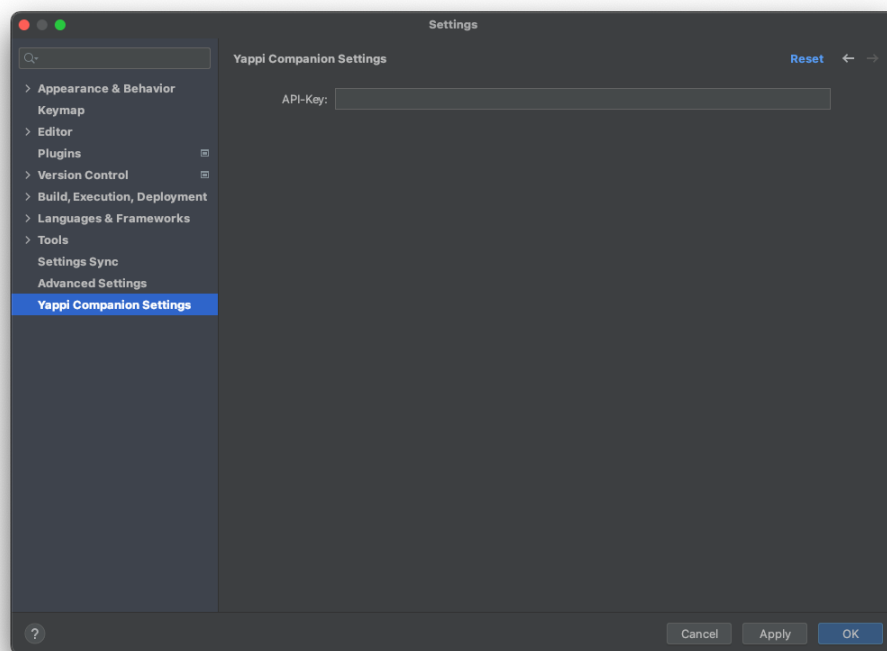 Settings
Yappi Companion Settings
Reset
API-Key:
Appearance & Behavior
Keymap
Editor
Plugins
Version Control
Build, Execution, Deployment
Languages & Frameworks
Tools
Settings Sync
Advanced Settings
Yappi Companion Settings
?
Cancel
Apply
OK